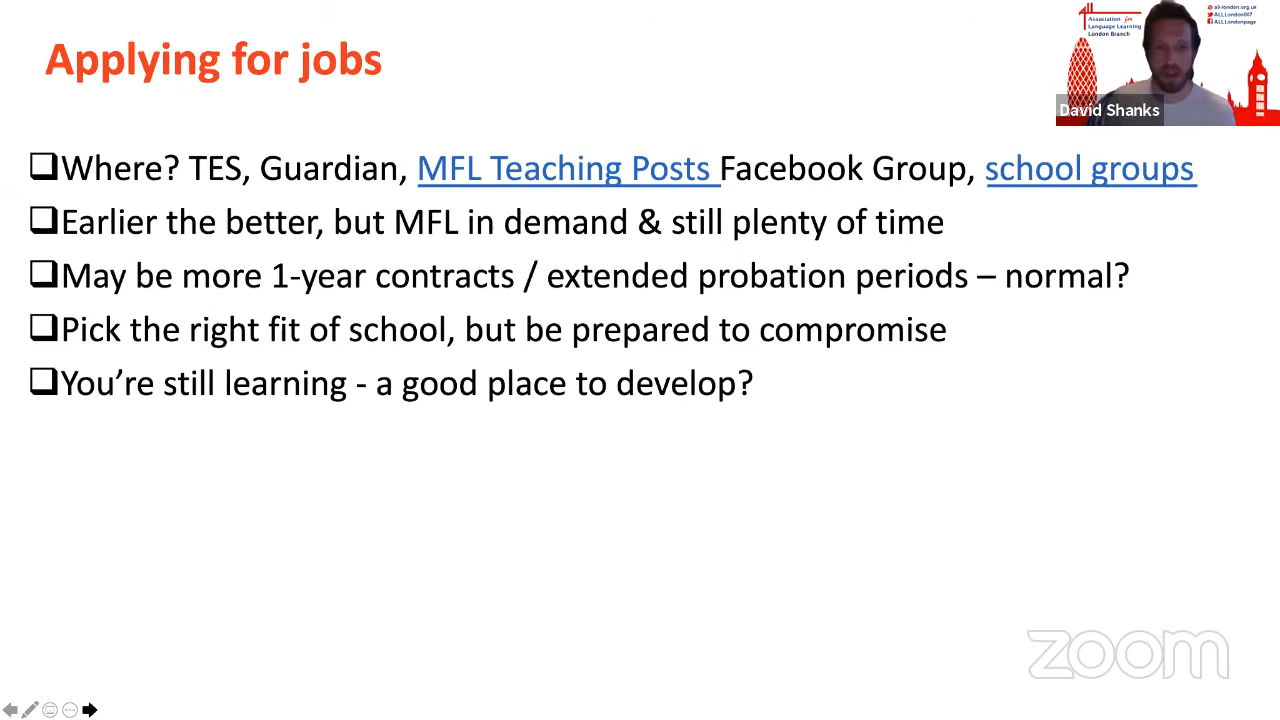 Applying for jobs
Association for
Language Learning
London Branch
all-london.org.uk
ALLLondon007
ALLLondonpage
David Shanks
Where? TES, Guardian, MFL Teaching Posts Facebook Group, school groups
Earlier the better, but MFL in demand & still plenty of time
May be more 1-year contracts / extended probation periods – normal?
Pick the right fit of school, but be prepared to compromise
You’re still learning - a good place to develop?
zoom